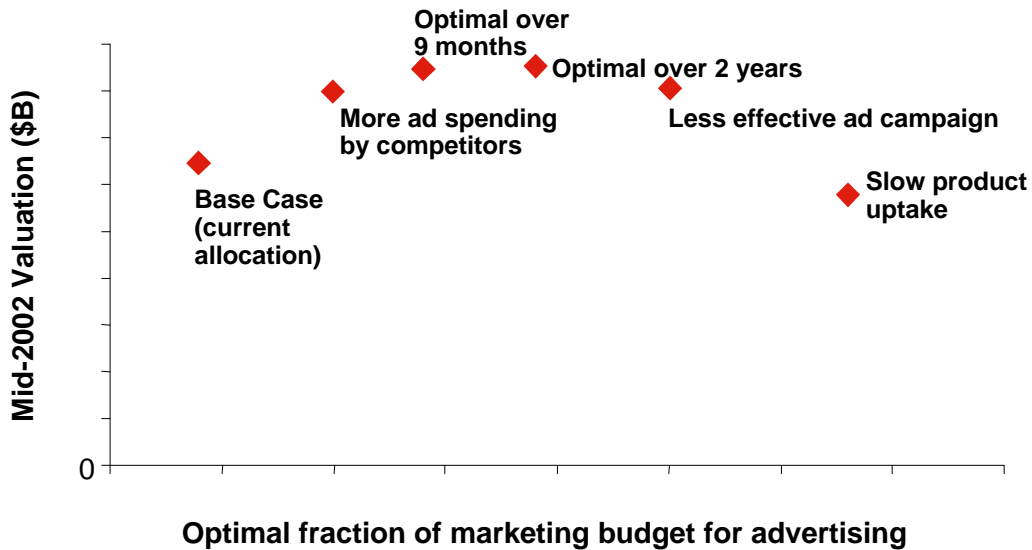 Optimal over
9 months
Optimal over 2 years
More ad spending
by competitors
Less effective ad campaign
Base Case
(current
allocation)
Slow product
uptake
Mid-2002 Valuation ($B)
0
Optimal fraction of marketing budget for advertising